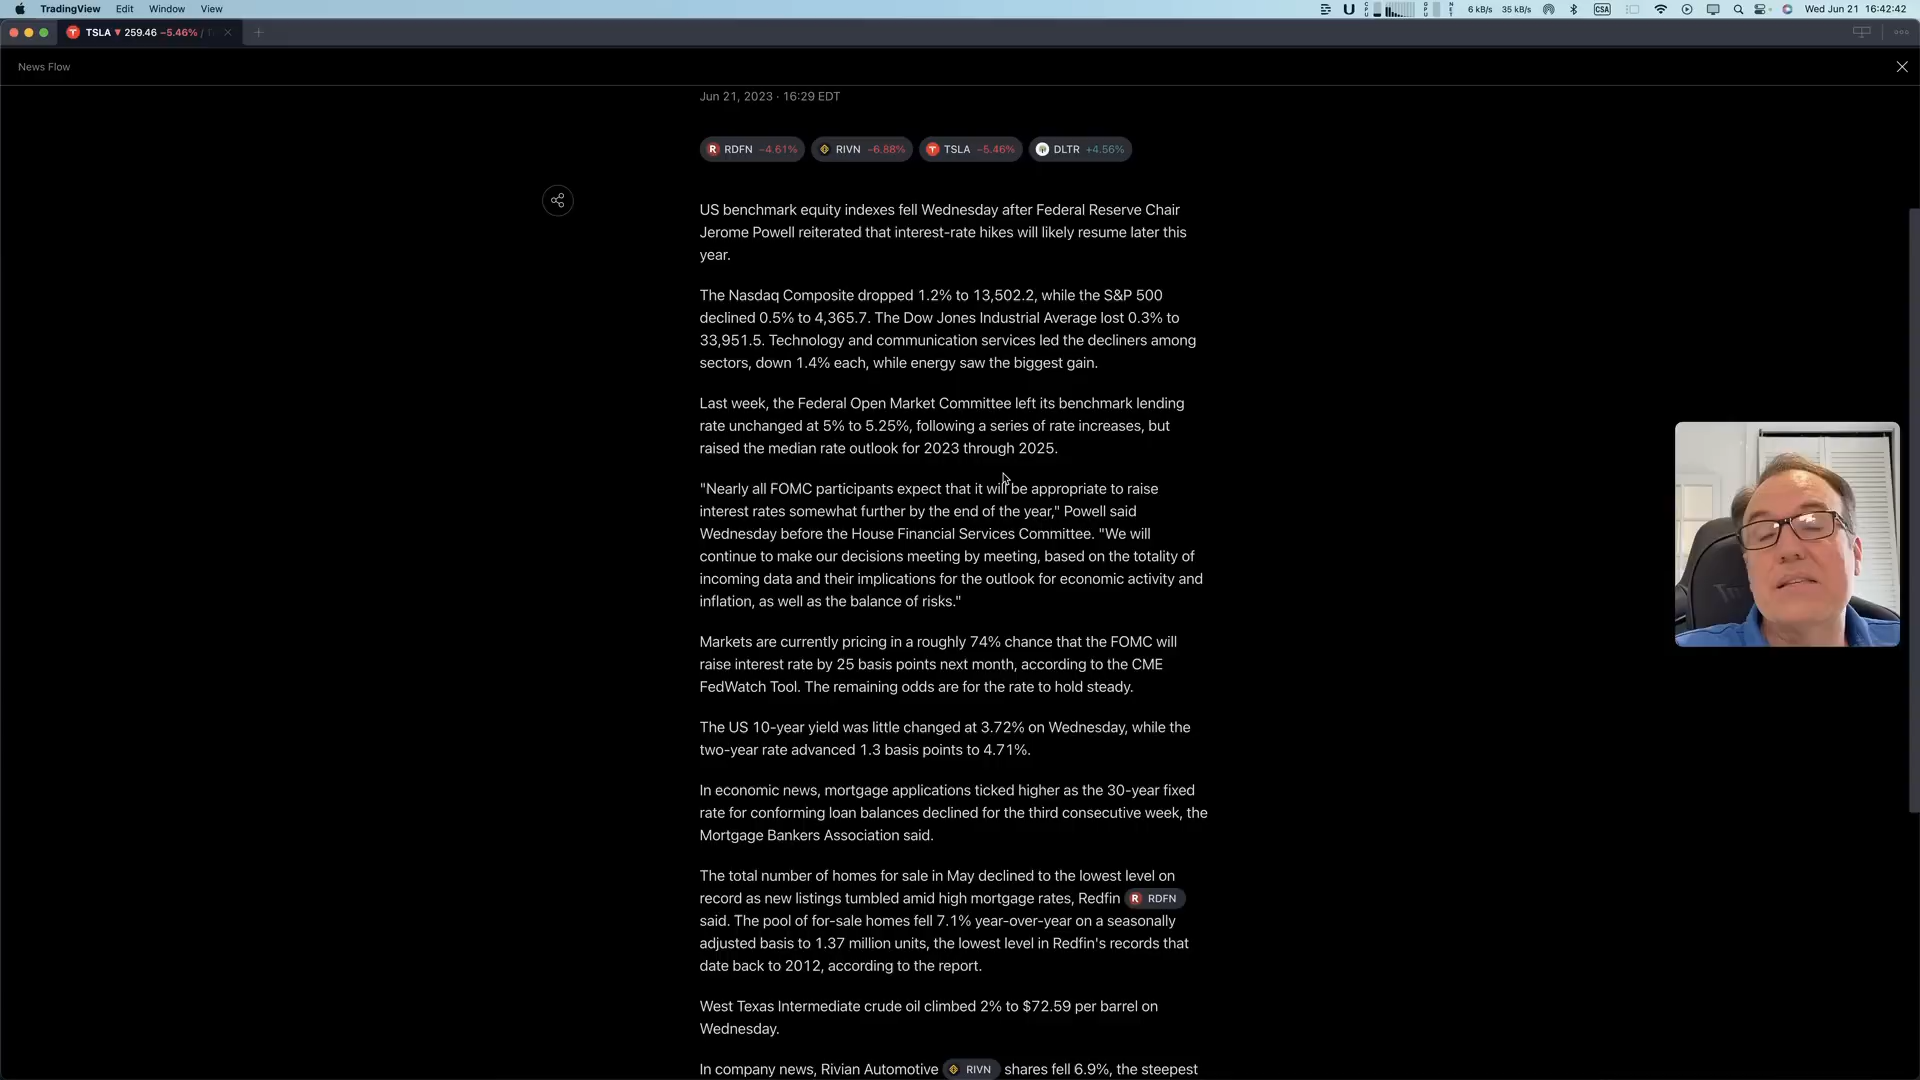 TradingView Edit Window View
6 kB/s 35 kB/s CSA Wed Jun 21 16:42:42
TSLA ▼ 259.46 −5.46% /
News Flow
Jun 21, 2023 · 16:29 EDT
RDFN −4.61% RIVN −6.88% TSLA −5.46% DLTR +4.56%
US benchmark equity indexes fell Wednesday after Federal Reserve Chair
Jerome Powell reiterated that interest-rate hikes will likely resume later this
year.
The Nasdaq Composite dropped 1.2% to 13,502.2, while the S&P 500
declined 0.5% to 4,365.7. The Dow Jones Industrial Average lost 0.3% to
33,951.5. Technology and communication services led the decliners among
sectors, down 1.4% each, while energy saw the biggest gain.
Last week, the Federal Open Market Committee left its benchmark lending
rate unchanged at 5% to 5.25%, following a series of rate increases, but
raised the median rate outlook for 2023 through 2025.
"Nearly all FOMC participants expect that it will be appropriate to raise
interest rates somewhat further by the end of the year," Powell said
Wednesday before the House Financial Services Committee. "We will
continue to make our decisions meeting by meeting, based on the totality of
incoming data and their implications for the outlook for economic activity and
inflation, as well as the balance of risks."
Markets are currently pricing in a roughly 74% chance that the FOMC will
raise interest rate by 25 basis points next month, according to the CME
FedWatch Tool. The remaining odds are for the rate to hold steady.
The US 10-year yield was little changed at 3.72% on Wednesday, while the
two-year rate advanced 1.3 basis points to 4.71%.
In economic news, mortgage applications ticked higher as the 30-year fixed
rate for conforming loan balances declined for the third consecutive week, the
Mortgage Bankers Association said.
The total number of homes for sale in May declined to the lowest level on
record as new listings tumbled amid high mortgage rates, Redfin R RDFN
said. The pool of for-sale homes fell 7.1% year-over-year on a seasonally
adjusted basis to 1.37 million units, the lowest level in Redfin's records that
date back to 2012, according to the report.
West Texas Intermediate crude oil climbed 2% to $72.59 per barrel on
Wednesday.
In company news, Rivian Automotive RIVN shares fell 6.9%, the steepest